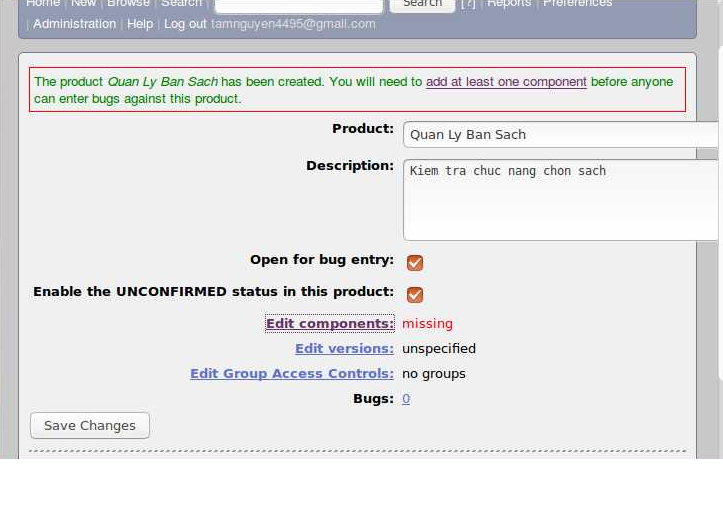 Home | New | Browse | Search | Search [?] | Reports | Preferences
| Administration | Help | Log out tamnguyen4495@gmail.com
The product Quan Ly Ban Sach has been created. You will need to add at least one component before anyone
can enter bugs against this product.
Product: Quan Ly Ban Sach
Description: Kiem tra chuc nang chon sach
Open for bug entry:
Enable the UNCONFIRMED status in this product:
Edit components: missing
Edit versions: unspecified
Edit Group Access Controls: no groups
Bugs: 0
Save Changes